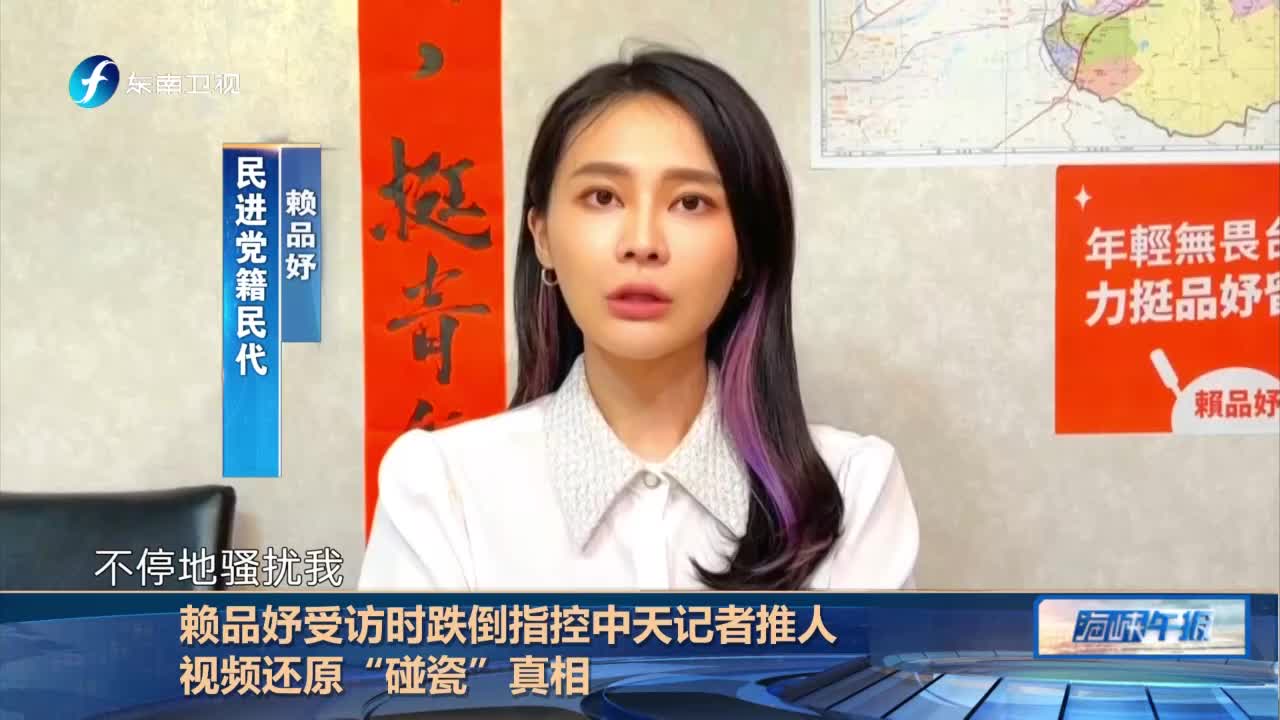 东南卫视
民进党籍民代
赖品妤
挺青
年輕無畏
力挺品妤
賴品妤
不停地骚扰我
赖品妤受访时跌倒指控中天记者推人
视频还原“碰瓷”真相
海峡午报